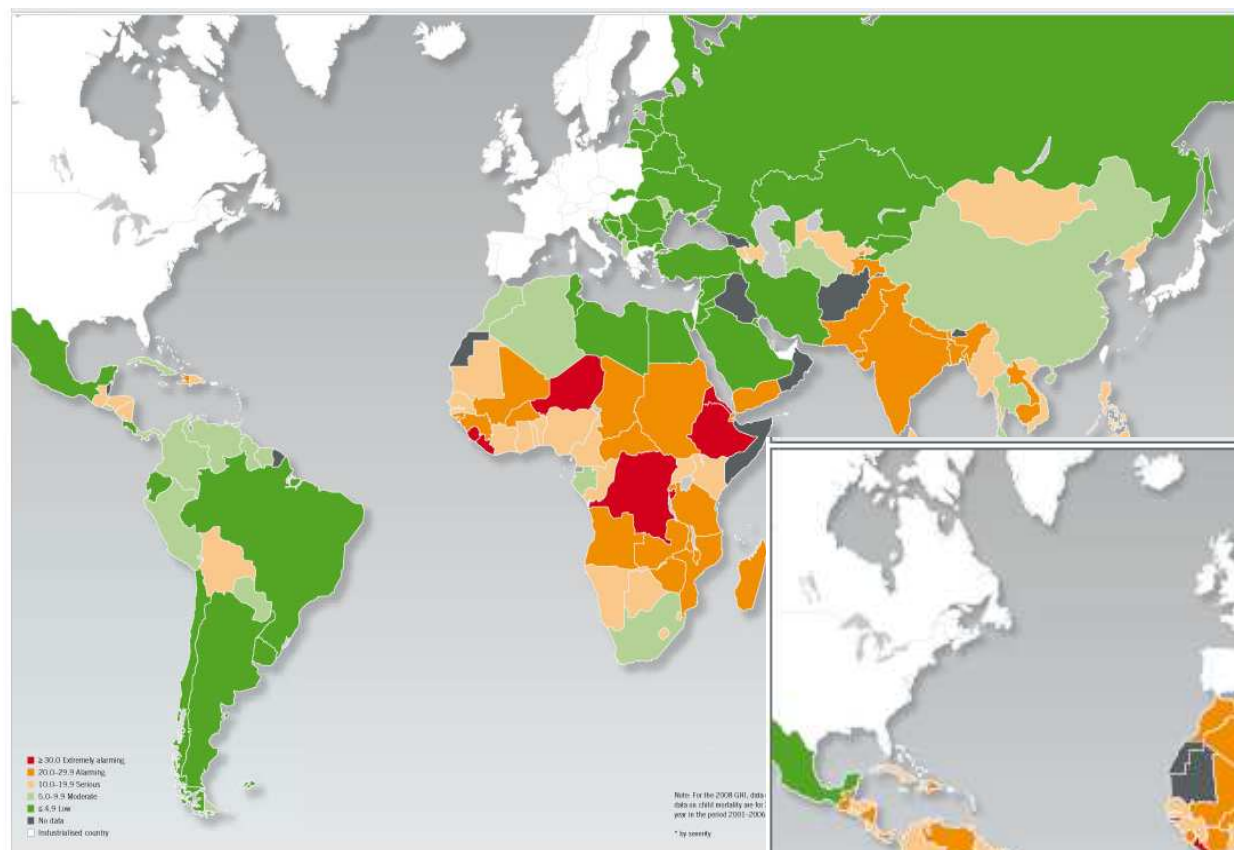 ≥ 30.0 Extremely alarming
20.0–29.9 Alarming
10.0–19.9 Serious
5.0–9.9 Moderate
≤ 4.9 Low
No data
Industrialised country
Note: For the 2008 GHI, data
data on child mortality are for
year in the period 2001–2006
* by severity